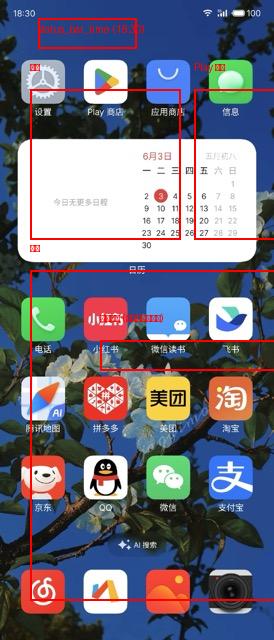 18:30
100
status_bar_time (18:30)
Play
设置
Play 商店
应用商店
信息
6月3日
五月初八
一 二 三 四 五 六 日
1
2 3 4 5 6 7 8
9 10 11 12 13 14 15
16 17 18 19 20 21 22
23 24 25 26 27 28 29
30
今日无更多日程
日历
小红书
电话
小红书
微信读书
飞书
AI
美团
淘
腾讯地图
拼多多
美团
淘宝
支
京东
QQ
微信
支付宝
AI 搜索